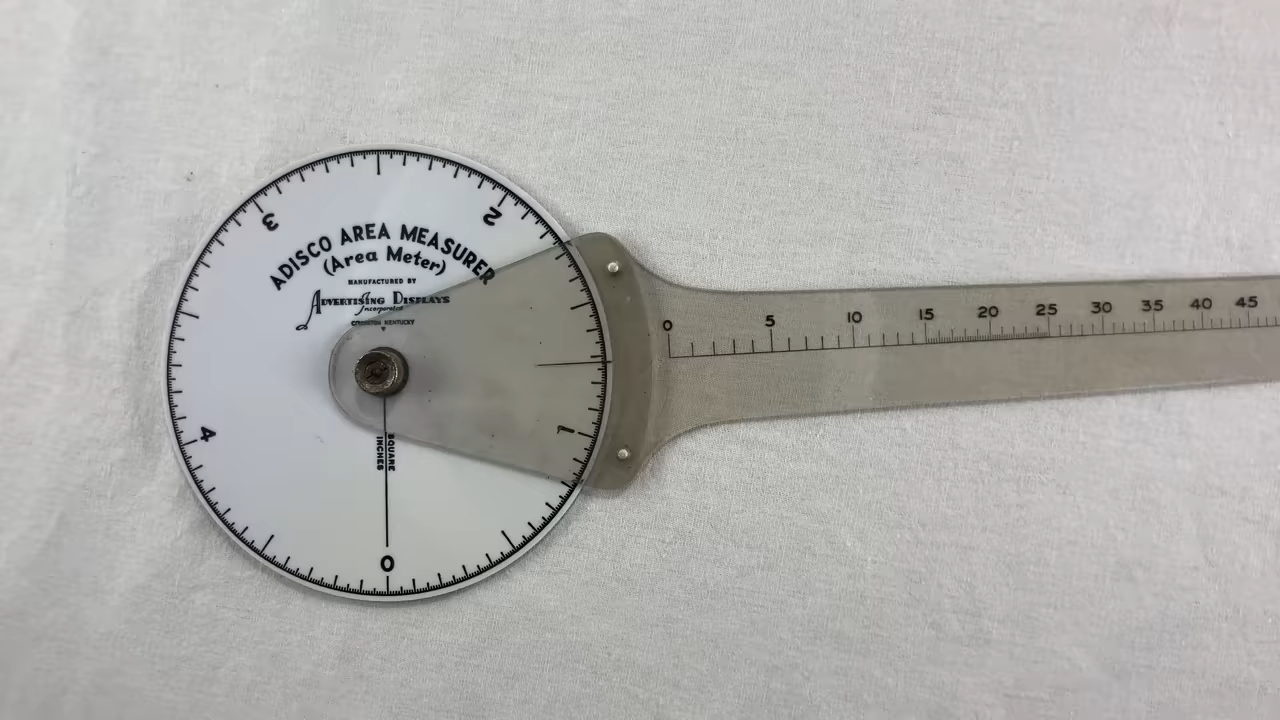 ADISCO AREA MEASURER
(Area Meter)
MANUFACTURED BY
ADVERTISING DISPLAYS
Incorporated
COVINGTON KENTUCKY
SQUARE
INCHES
0
1
2
3
4
0 5 10 15 20 25 30 35 40 45